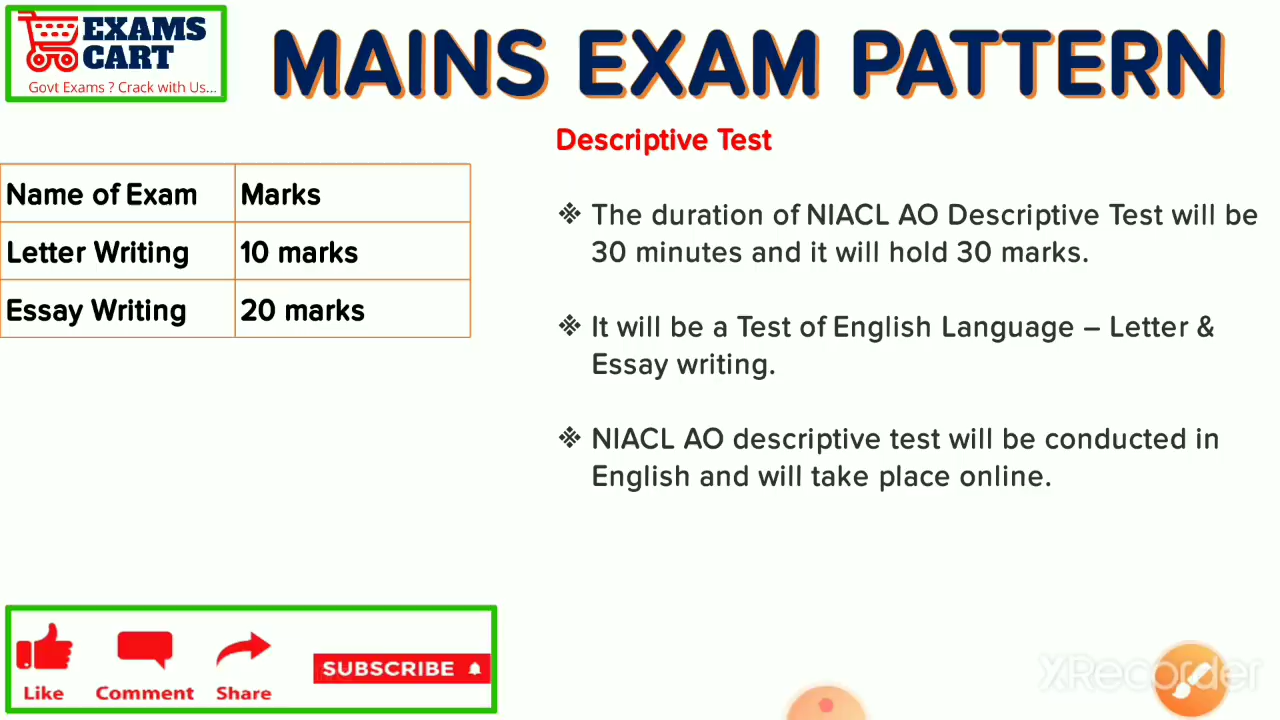 EXAMS
CART
Govt Exams ? Crack with Us...
MAINS EXAM PATTERN
Descriptive Test
Name of Exam Marks
Letter Writing 10 marks
Essay Writing 20 marks
❖ The duration of NIACL AO Descriptive Test will be
30 minutes and it will hold 30 marks.
❖ It will be a Test of English Language – Letter &
Essay writing.
❖ NIACL AO descriptive test will be conducted in
English and will take place online.
Like Comment Share
SUBSCRIBE
XRecorder